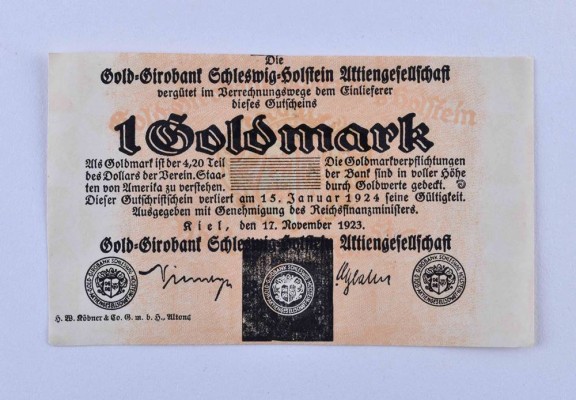 Die
Gold-Girobank Schleswig-Holstein Aktiengesellschaft
vergütet im Verrechnungswege dem Einlieferer
dieses Gutscheins
1 Goldmark
Als Goldmark ist der 4,20 Teil
des Dollars der Verein. Staa-
ten von Amerika zu verstehen.
Die Goldmarkverpflichtungen
der Bank sind in voller Höhe
durch Goldwerte gedeckt.
Dieser Gutschriftschein verliert am 15. Januar 1924 seine Gültigkeit.
Ausgegeben mit Genehmigung des Reichsfinanzministers.
Kiel, den 17. November 1923.
Gold-Girobank Schleswig-Holstein Aktiengesellschaft
H. W. Köbner & Co. G. m. b. H., Altona